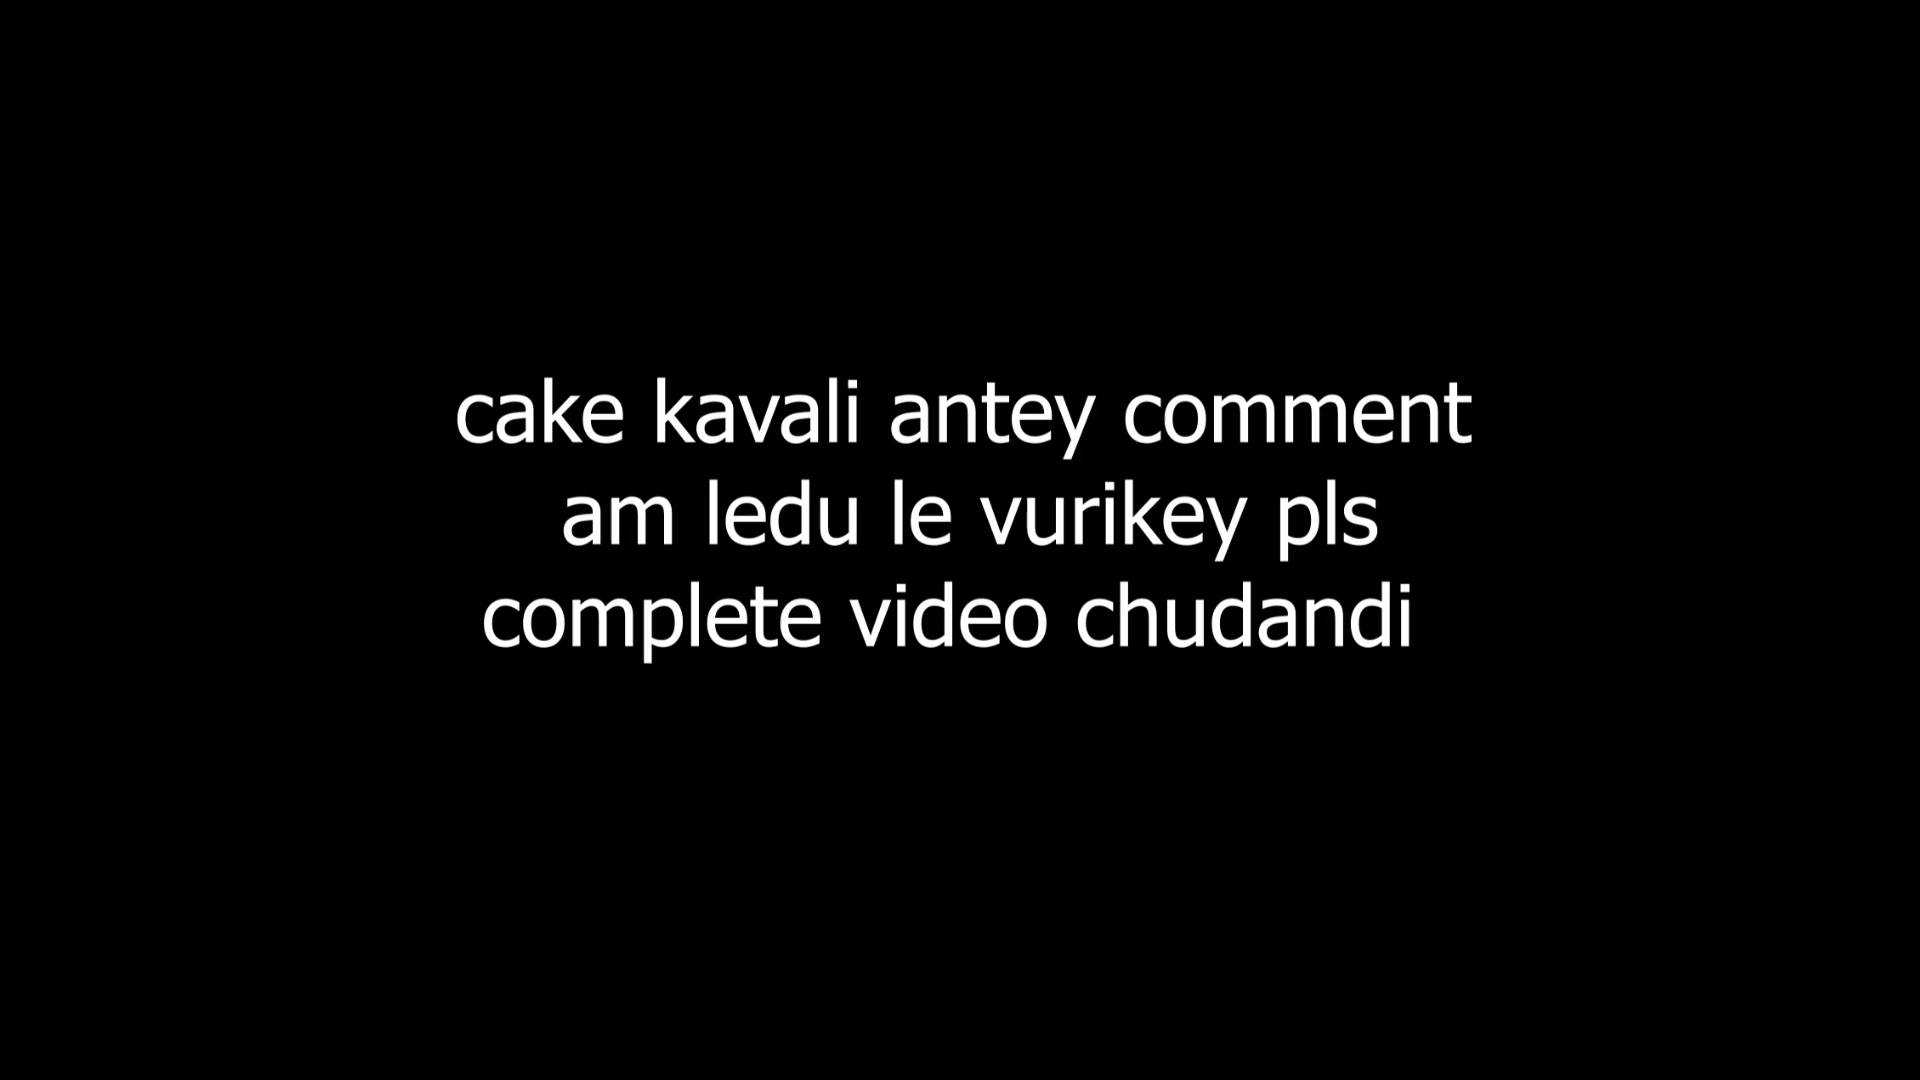 cake kavali antey comment
am ledu le vurikey pls
complete video chudandi